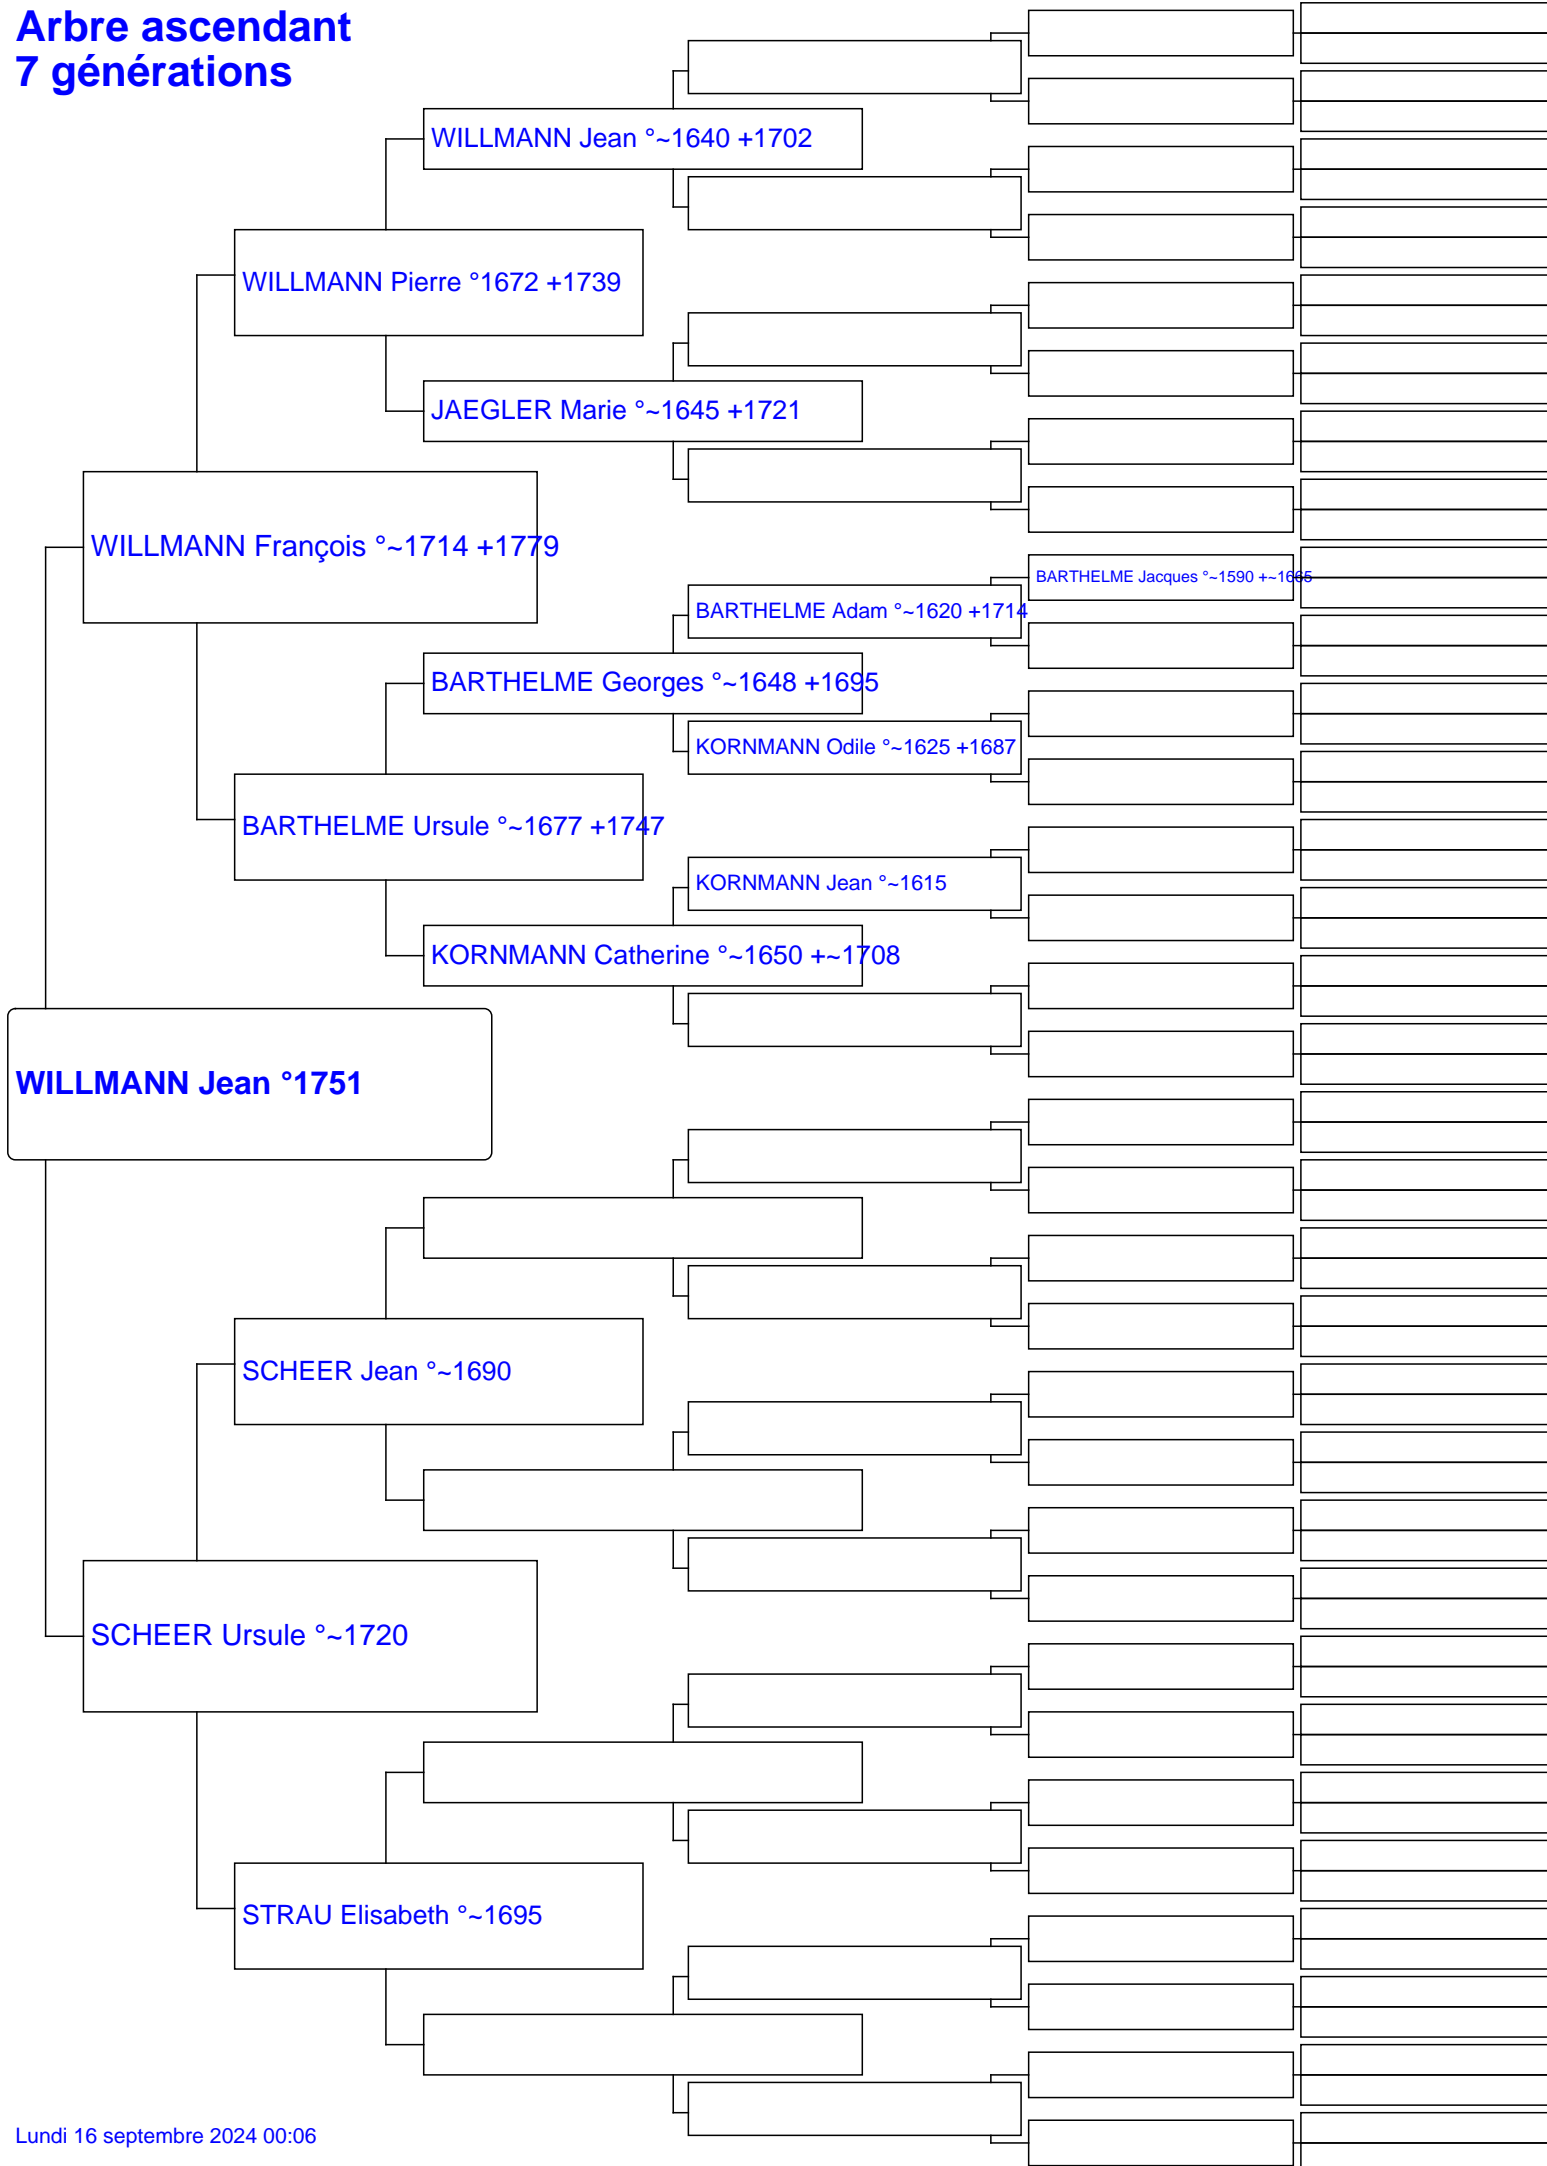 Arbre ascendant
7 générations
WILLMANN Jean °~1640 +1702
WILLMANN Pierre °1672 +1739
JAEGLER Marie °~1645 +1721
WILLMANN François °~1714 +1779
BARTHELME Jacques °~1590 +~1665
BARTHELME Adam °~1620 +1714
BARTHELME Georges °~1648 +1695
KORNMANN Odile °~1625 +1687
BARTHELME Ursule °~1677 +1747
KORNMANN Jean °~1615
KORNMANN Catherine °~1650 +~1708
WILLMANN Jean °1751
SCHEER Jean °~1690
SCHEER Ursule °~1720
STRAU Elisabeth °~1695
Lundi 16 septembre 2024 00:06